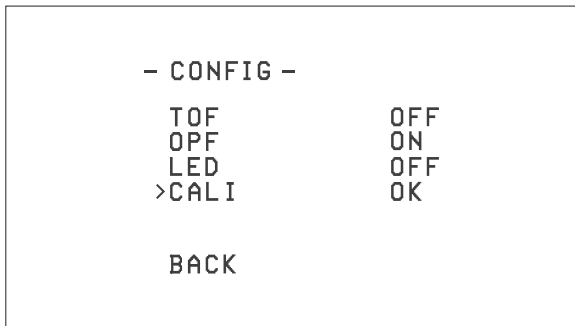 - CONFIG -
TOF OFF
OPF ON
LED OFF
>CALI OK
BACK